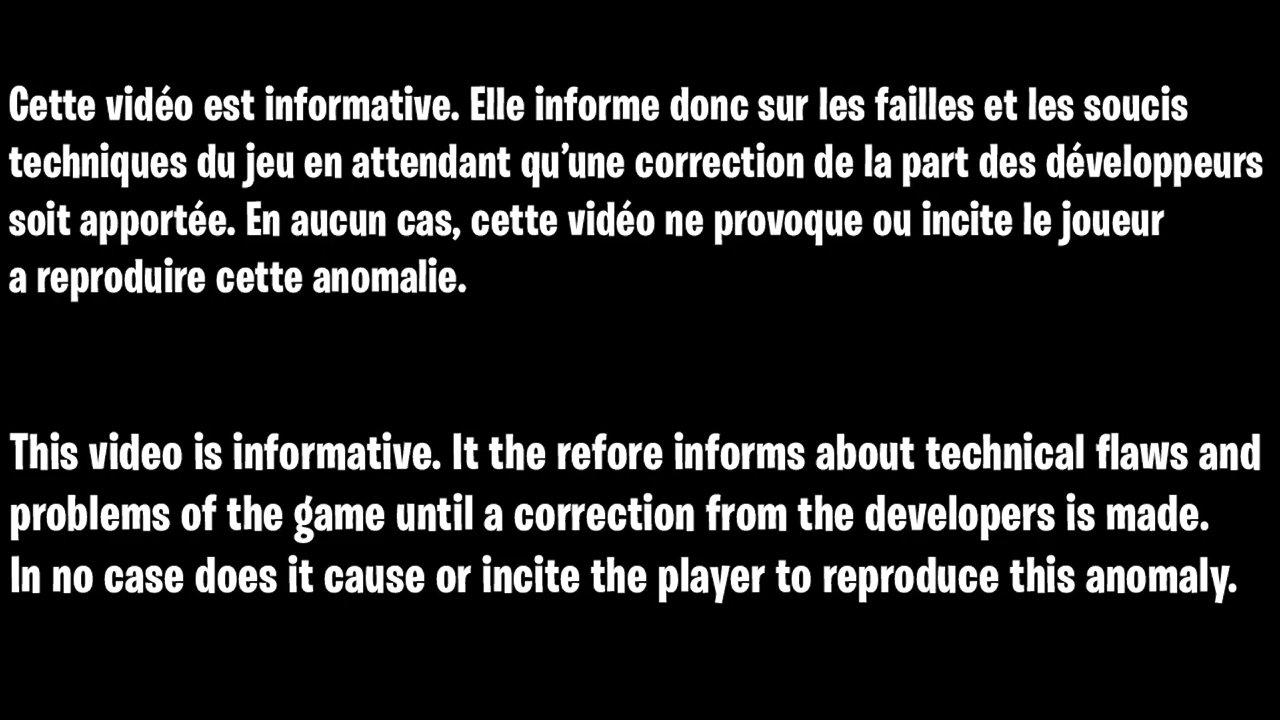 Cette vidéo est informative. Elle informe donc sur les failles et les soucis
techniques du jeu en attendant qu’une correction de la part des développeurs
soit apportée. En aucun cas, cette vidéo ne provoque ou incite le joueur
a reproduire cette anomalie.
This video is informative. It the refore informs about technical flaws and
problems of the game until a correction from the developers is made.
In no case does it cause or incite the player to reproduce this anomaly.